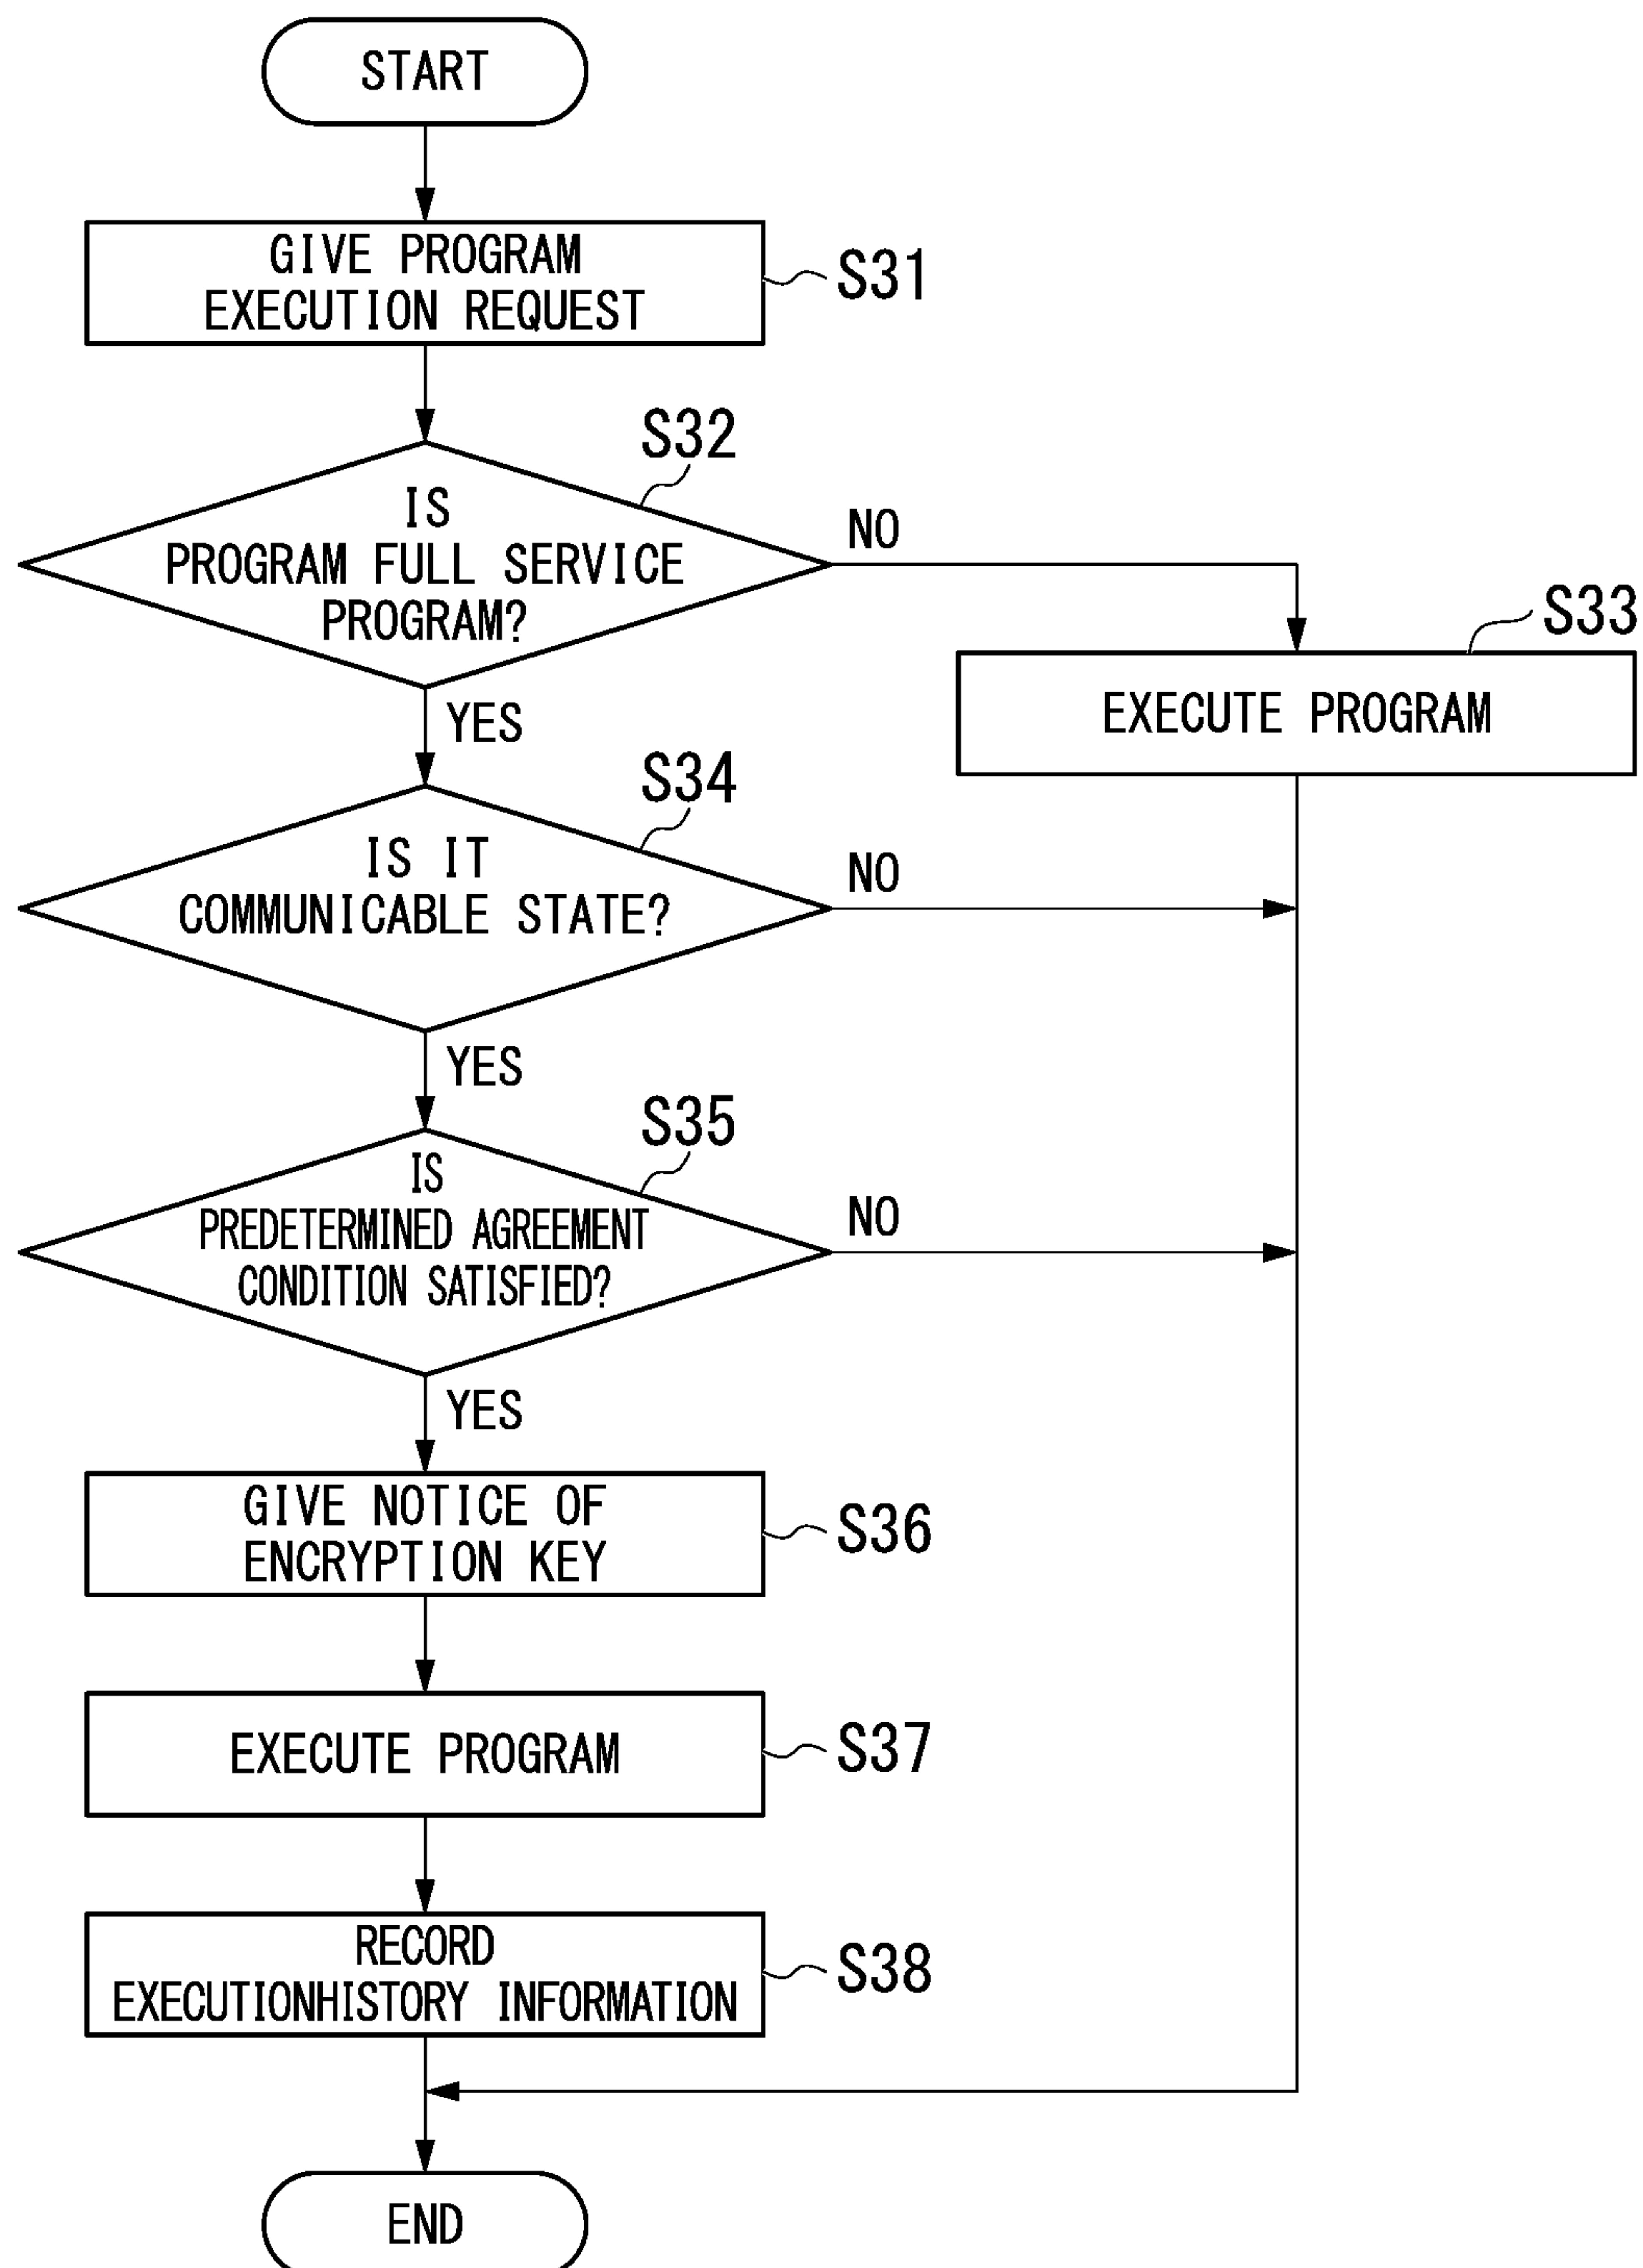 START
GIVE PROGRAM
EXECUTION REQUEST
S31
S32
IS
PROGRAM FULL SERVICE
PROGRAM?
NO
YES
S33
EXECUTE PROGRAM
S34
IS IT
COMMUNICABLE STATE?
NO
YES
S35
IS
PREDETERMINED AGREEMENT
CONDITION SATISFIED?
NO
YES
GIVE NOTICE OF
ENCRYPTION KEY
S36
EXECUTE PROGRAM
S37
RECORD
EXECUTIONHISTORY INFORMATION
S38
END